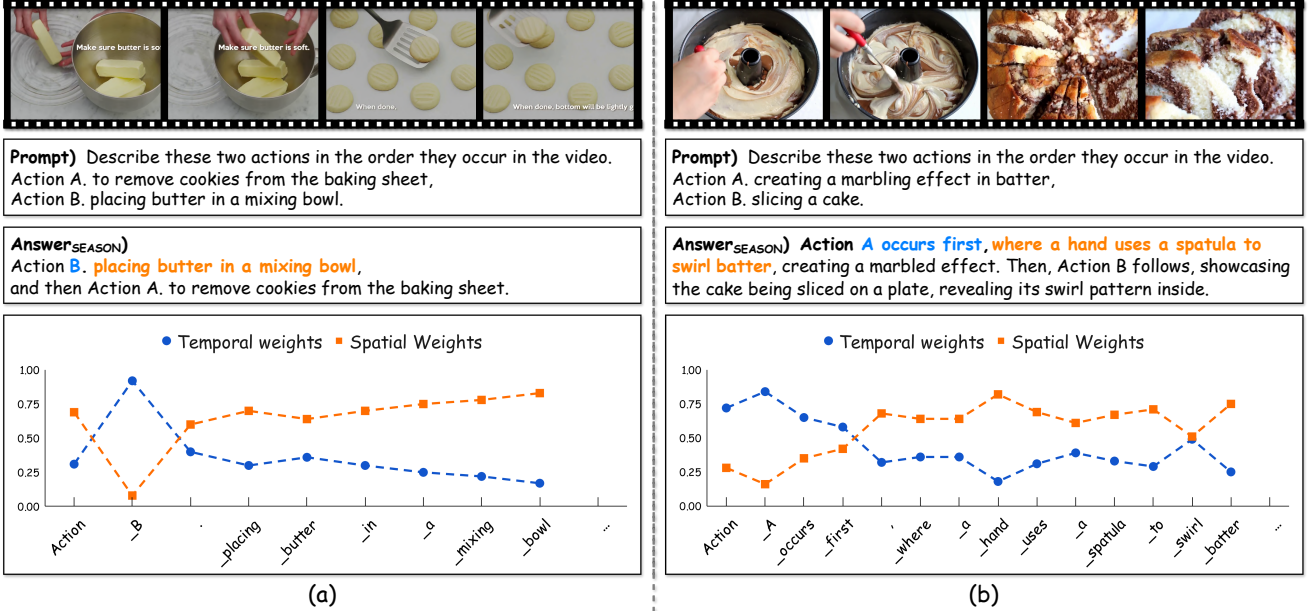 Make sure butter is so
Make sure butter is soft.
When done,
When done, bottom will be lightly g
Prompt) Describe these two actions in the order they occur in the video.
Action A. to remove cookies from the baking sheet,
Action B. placing butter in a mixing bowl.
AnswerSEASON)
Action B. placing butter in a mixing bowl,
and then Action A. to remove cookies from the baking sheet.
Temporal weights Spatial Weights
1.00
0.75
0.50
0.25
0.00
Action _B . _placing _butter _in _a _mixing _bowl ...
(a)
Prompt) Describe these two actions in the order they occur in the video.
Action A. creating a marbling effect in batter,
Action B. slicing a cake.
AnswerSEASON) Action A occurs first, where a hand uses a spatula to
swirl batter, creating a marbled effect. Then, Action B follows, showcasing
the cake being sliced on a plate, revealing its swirl pattern inside.
Temporal weights Spatial Weights
1.00
0.75
0.50
0.25
0.00
Action _A _occurs _first , _where _a _hand _uses _a _spatula _to _swirl _batter ...
(b)